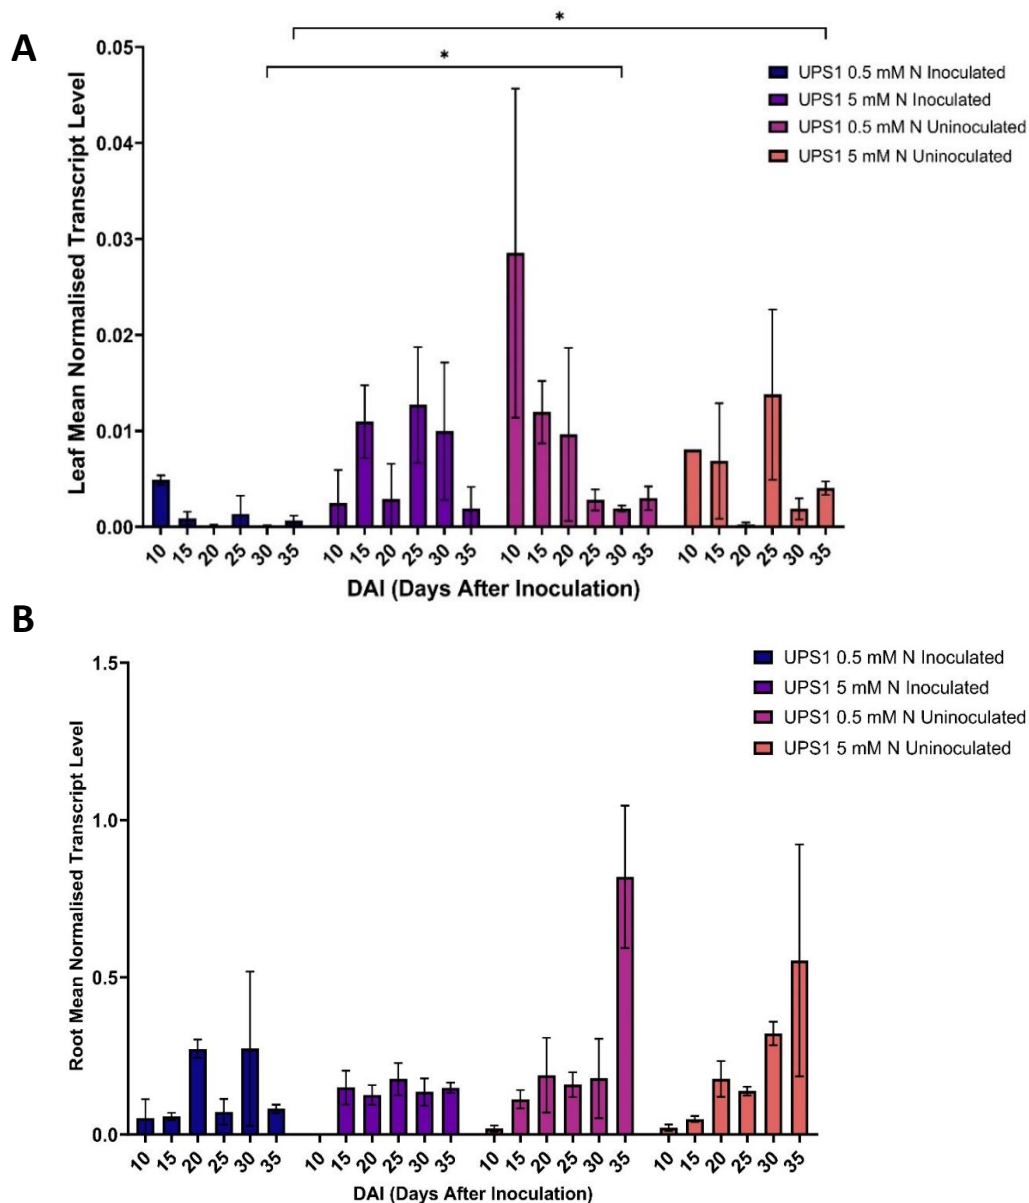 A
*
*
0.05
0.04
0.03
0.02
0.01
0.00
Leaf Mean Normalised Transcript Level
UPS1 0.5 mM N Inoculated
UPS1 5 mM N Inoculated
UPS1 0.5 mM N Uninoculated
UPS1 5 mM N Uninoculated
10 15 20 25 30 35 10 15 20 25 30 35 10 15 20 25 30 35 10 15 20 25 30 35
DAI (Days After Inoculation)
B
1.5
1.0
0.5
0.0
Root Mean Normalised Transcript Level
UPS1 0.5 mM N Inoculated
UPS1 5 mM N Inoculated
UPS1 0.5 mM N Uninoculated
UPS1 5 mM N Uninoculated
10 15 20 25 30 35 10 15 20 25 30 35 10 15 20 25 30 35 10 15 20 25 30 35
DAI (Days After Inoculation)